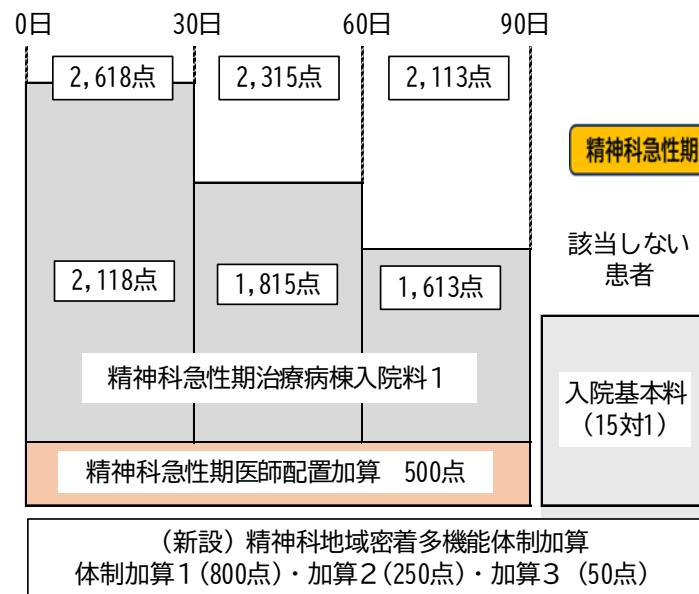 0日 30日 60日 90日
2,618点 2,315点 2,113点
精神科急性期
該当しない
患者
2,118点 1,815点 1,613点
精神科急性期治療病棟入院料1
入院基本料
(15対1)
精神科急性期医師配置加算 500点
(新設)精神科地域密着多機能体制加算
体制加算1(800点)・加算2(250点)・加算3 (50点)